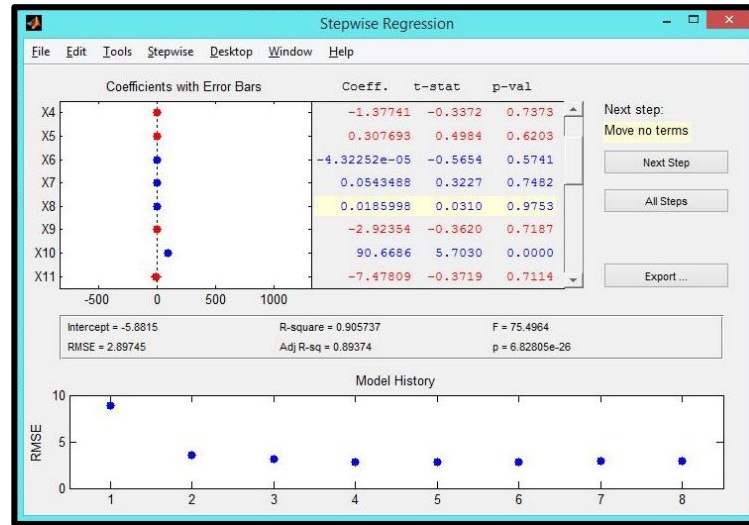 Stepwise Regression
File Edit Tools Stepwise Desktop Window Help
Coefficients with Error Bars Coeff. t-stat p-val
X4 -1.37741 -0.3372 0.7373
X5 0.307693 0.4984 0.6203
X6 -4.32252e-05 -0.5654 0.5741
X7 0.0543488 0.3227 0.7482
X8 0.0185998 0.0310 0.9753
X9 -2.92354 -0.3620 0.7187
X10 90.6686 5.7030 0.0000
X11 -7.47809 -0.3719 0.7114
-500 0 500 1000
Next step:
Move no terms
Next Step
All Steps
Export ...
Intercept = -5.8815 R-square = 0.905737 F = 75.4964
RMSE = 2.89745 Adj R-sq = 0.89374 p = 6.82805e-26
Model History
RMSE
10
5
0
1 2 3 4 5 6 7 8